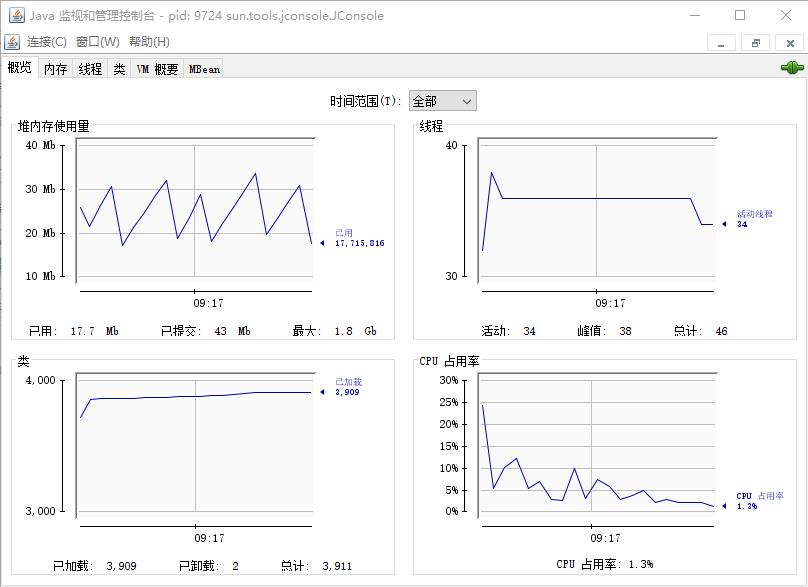 Java 监视和管理控制台 - pid: 9724 sun.tools.jconsole.JConsole
连接(C) 窗口(W) 帮助(H)
概览 内存 线程 类 VM 概要 MBean
时间范围(T): 全部
堆内存使用量
40 Mb
30 Mb
20 Mb
10 Mb
已用
17,715,816
09:17
已用: 17.7 Mb 已提交: 43 Mb 最大: 1.8 Gb
线程
40
30
活动线程
34
09:17
活动: 34 峰值: 38 总计: 46
类
4,000
3,000
已加载
3,909
09:17
已加载: 3,909 已卸载: 2 总计: 3,911
CPU 占用率
30%
25%
20%
15%
10%
5%
0%
CPU 占用率
1.3%
09:17
CPU 占用率: 1.3%